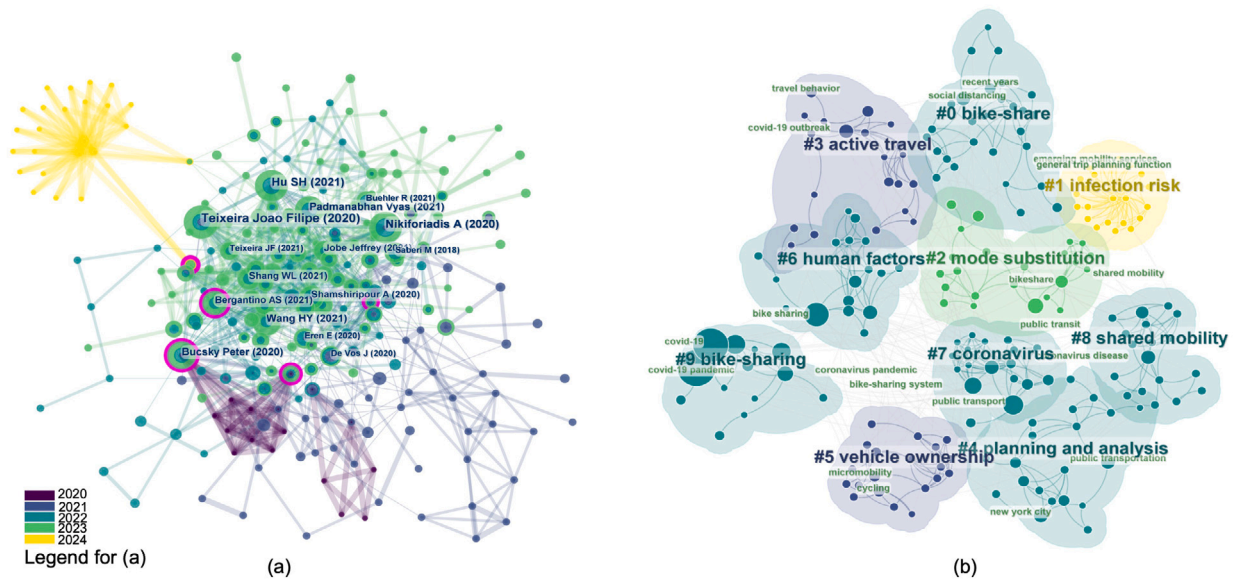 Hu SH (2021)
Buehler R (2021)
Padmanabhan Vyas (2021)
Teixeira Joao Filipe (2020)
Nikiforiadis A (2020)
Teixeira JF (2021)
Jobe Jeffrey (2021)
Saberi M (2018)
Shang WL (2021)
Shamshiripour A (2020)
Bergantino AS (2021)
Wang HY (2021)
Eren E (2020)
Bucsky Peter (2020)
De Vos J (2020)
2020
2021
2022
2023
2024
Legend for (a)
(a)
recent years
travel behavior
social distancing
#0 bike-share
covid-19 outbreak
#3 active travel
emerging mobility services
general trip planning function
#1 infection risk
#6 human factors
#2 mode substitution
shared mobility
bikeshare
bike sharing
public transit
covid-19
#8 shared mobility
#9 bike-sharing
#7 coronavirus
coronavirus disease
covid-19 pandemic
coronavirus pandemic
bike-sharing system
public transport
#4 planning and analysis
#5 vehicle ownership
public transportation
micromobility
cycling
new york city
(b)